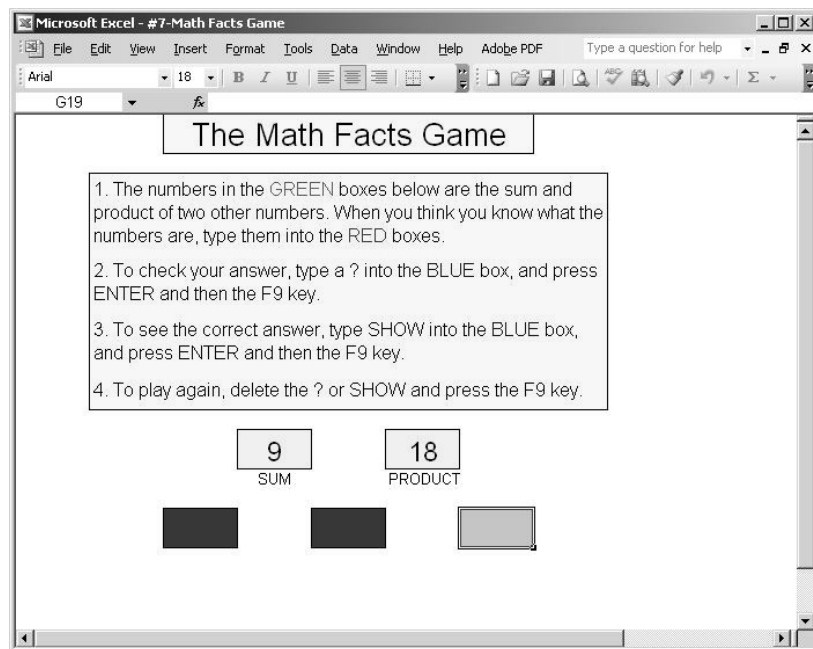 Microsoft Excel - #7-Math Facts Game
File Edit View Insert Format Tools Data Window Help Adobe PDF Type a question for help
Arial 18 B I U Σ
G19 fx
The Math Facts Game
1. The numbers in the GREEN boxes below are the sum and
product of two other numbers. When you think you know what the
numbers are, type them into the RED boxes.
2. To check your answer, type a ? into the BLUE box, and press
ENTER and then the F9 key.
3. To see the correct answer, type SHOW into the BLUE box,
and press ENTER and then the F9 key.
4. To play again, delete the ? or SHOW and press the F9 key.
9 18
SUM PRODUCT